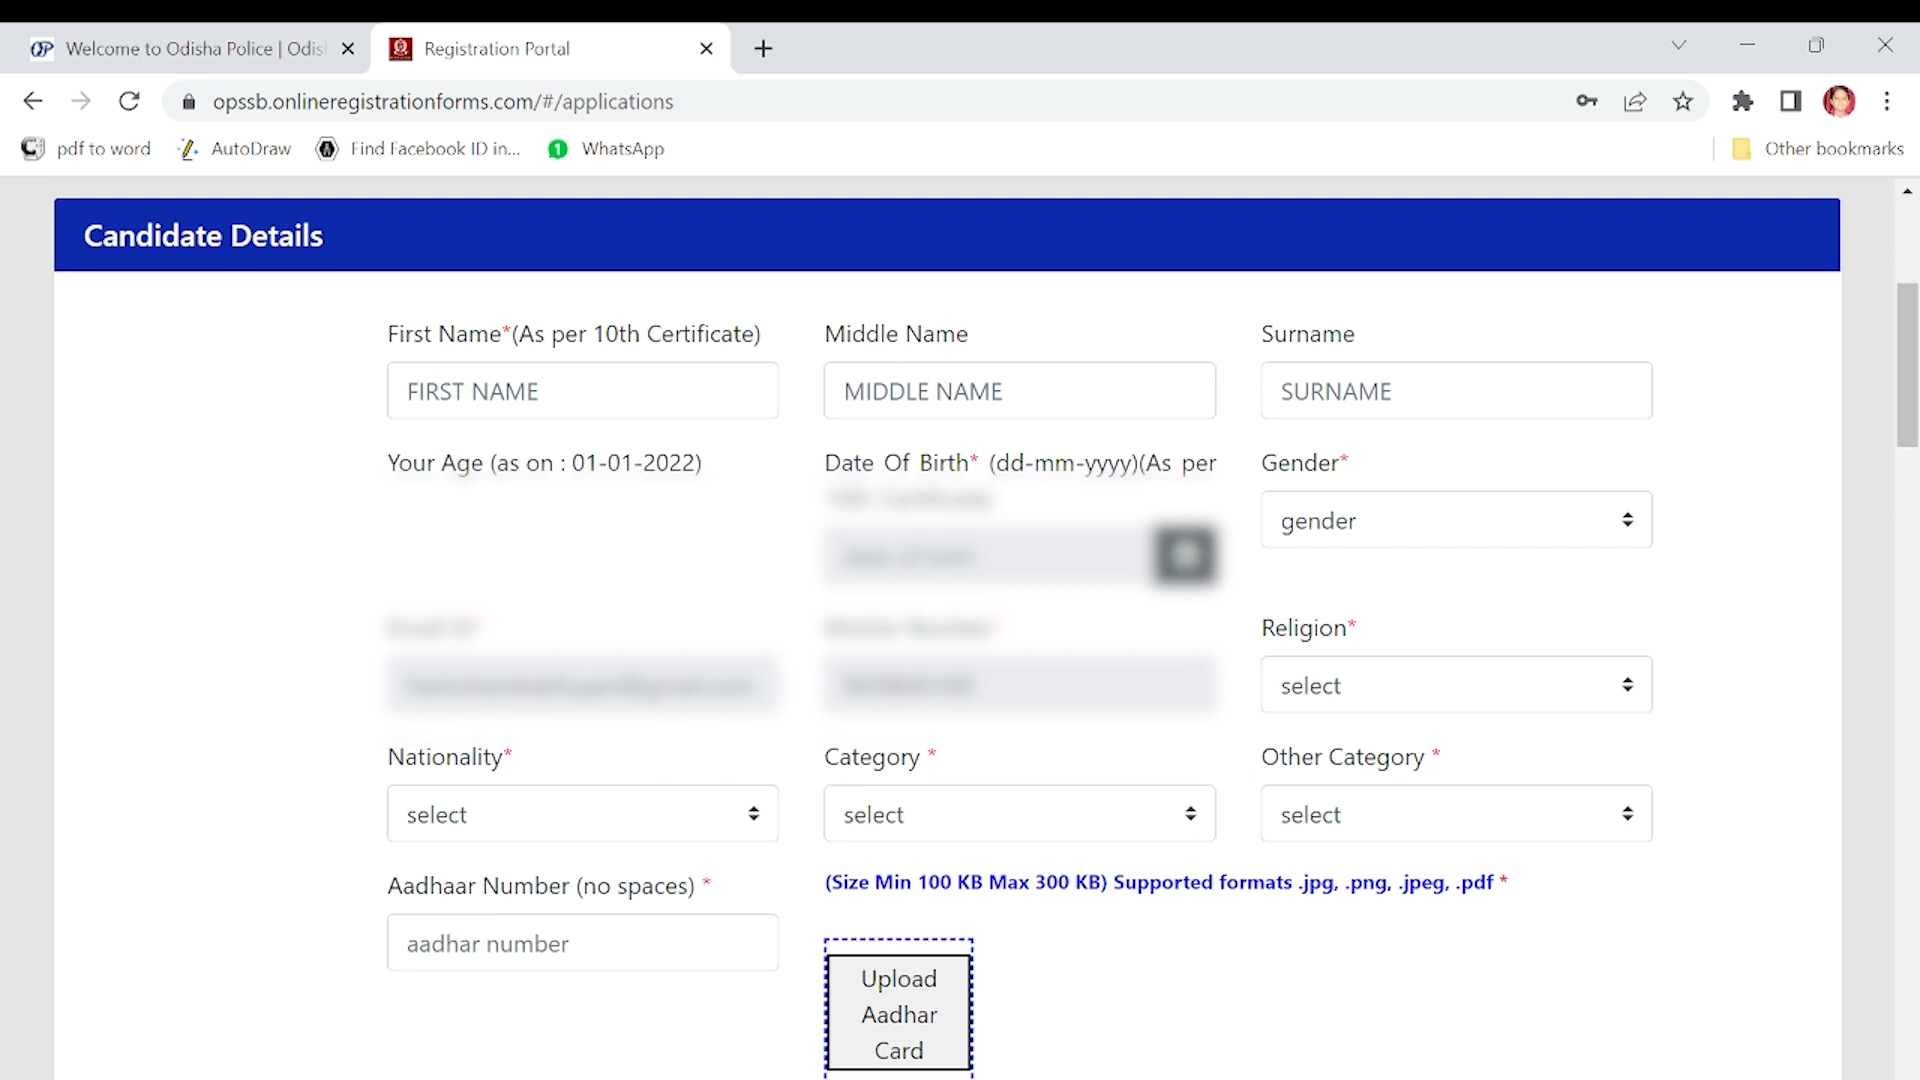 Welcome to Odisha Police | Odis
Registration Portal
opssb.onlineregistrationforms.com/#/applications
pdf to word
AutoDraw
Find Facebook ID in...
WhatsApp
Other bookmarks
Candidate Details
First Name*(As per 10th Certificate)
Middle Name
Surname
FIRST NAME
MIDDLE NAME
SURNAME
Your Age (as on : 01-01-2022)
Date Of Birth* (dd-mm-yyyy)(As per
Gender*
gender
Religion*
select
Nationality*
Category *
Other Category *
select
select
select
Aadhaar Number (no spaces) *
(Size Min 100 KB Max 300 KB) Supported formats .jpg, .png, .jpeg, .pdf *
aadhar number
Upload
Aadhar
Card